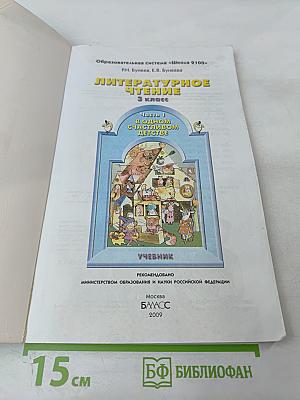 Образовательная система «Школа 2100»
Р.Н. Бунеев, Е.В. Бунеева
ЛИТЕРАТУРНОЕ
ЧТЕНИЕ
3 класс
Часть 1
В ОДНОМ
СЧАСТЛИВОМ
ДЕТСТВЕ
УЧЕБНИК
РЕКОМЕНДОВАНО
МИНИСТЕРСТВОМ ОБРАЗОВАНИЯ И НАУКИ РОССИЙСКОЙ ФЕДЕРАЦИИ
Москва
БАЛАСС
2009
15 см
БФ БИБЛИОФАН